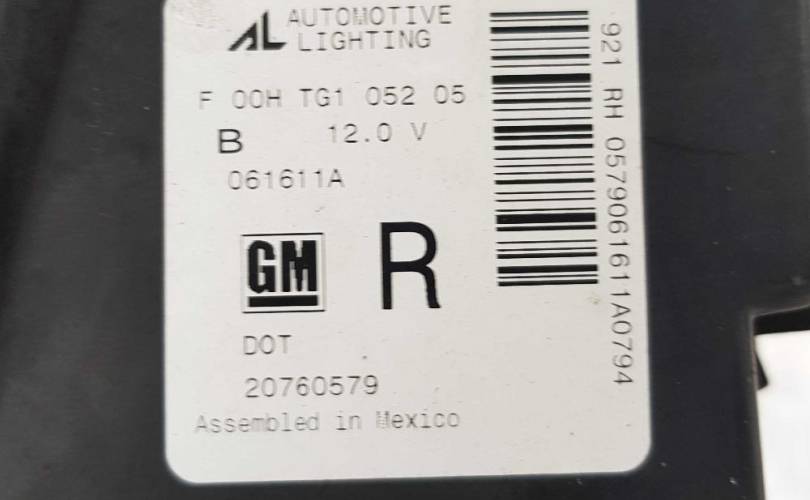 AL AUTOMOTIVE
LIGHTING
F 00H TG1 052 05
B 12.0 V
061611A
GM R
DOT
20760579
Assembled in Mexico
921 RH 0579061611A0794